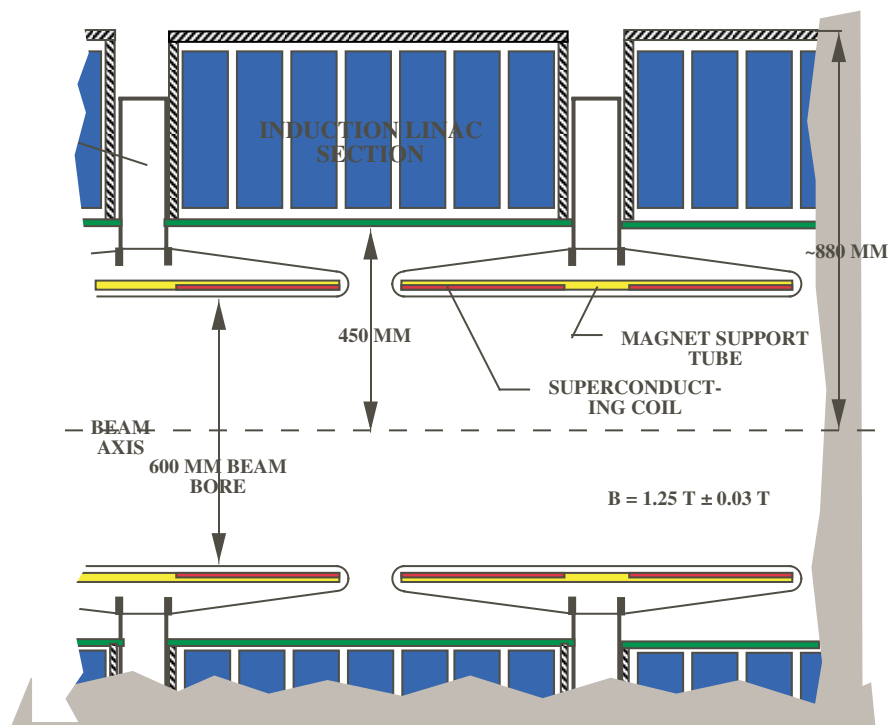 INDUCTION LINAC
SECTION
~880 MM
450 MM
MAGNET SUPPORT
TUBE
SUPERCONDUCT-
ING COIL
BEAM
AXIS
600 MM BEAM
BORE
B = 1.25 T ± 0.03 T